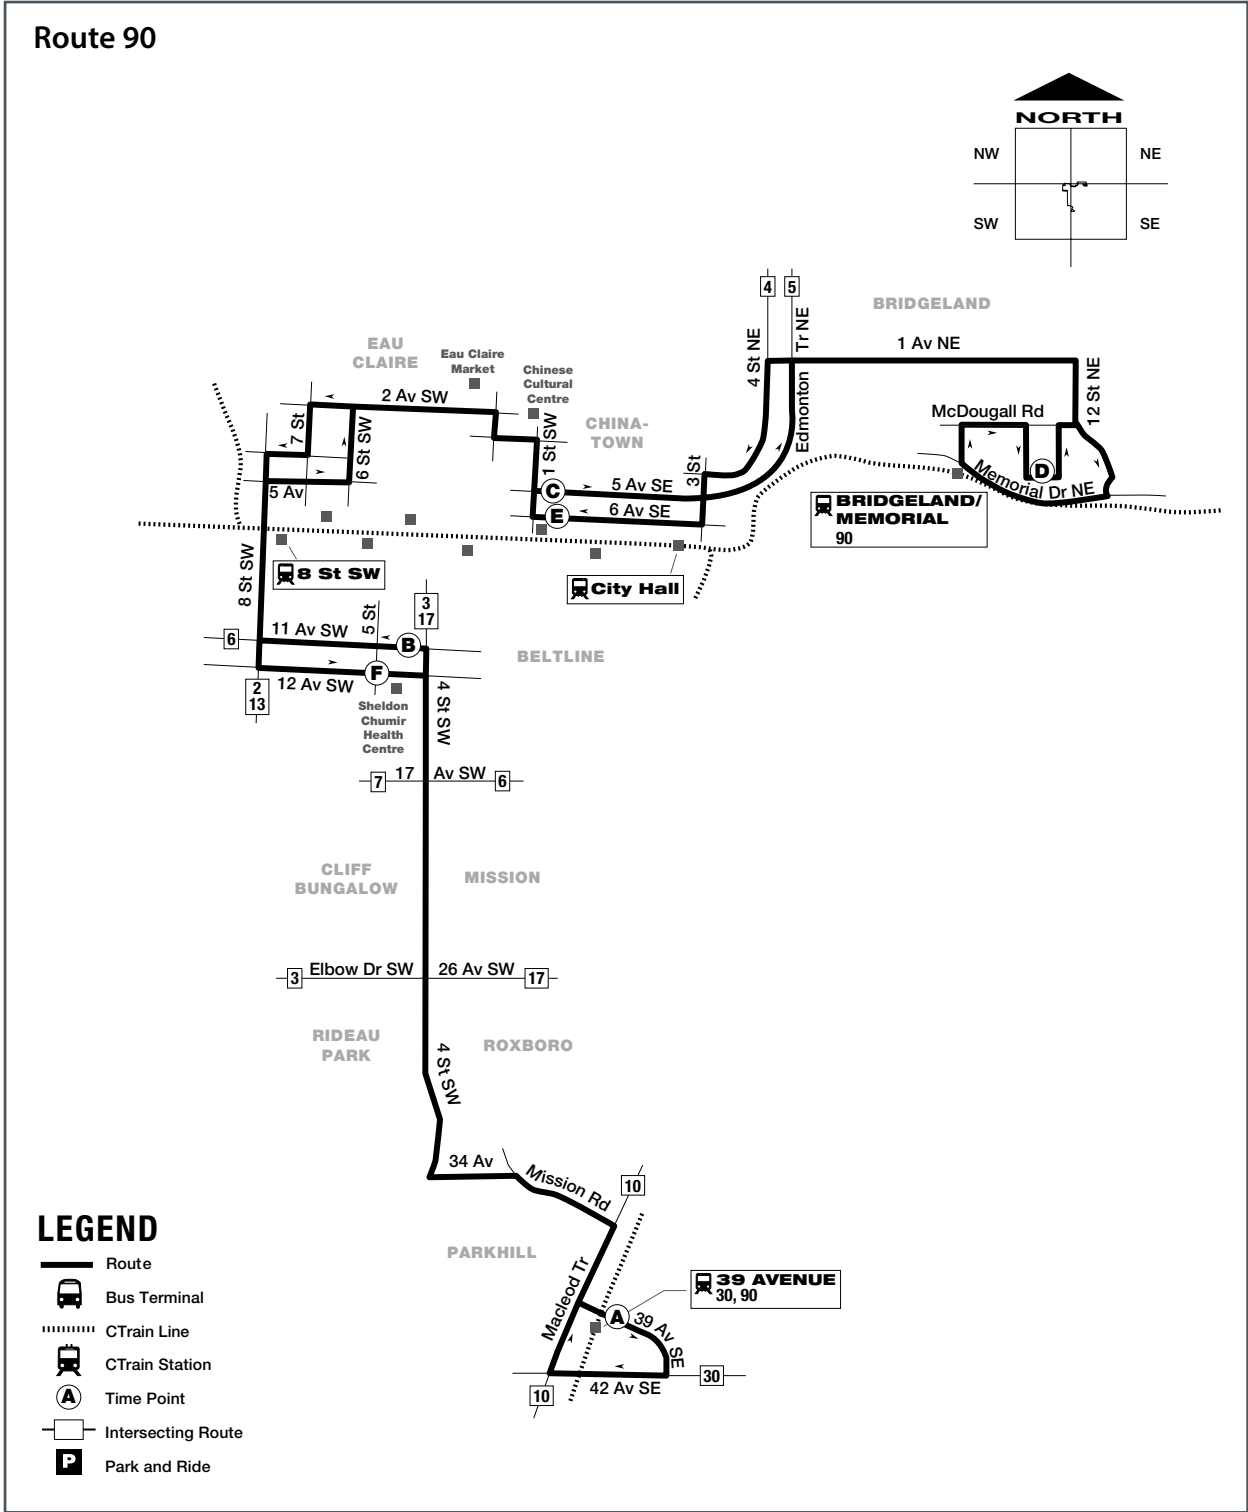 Route 90
NORTH
NW
NE
SW
SE
4
5
BRIDGELAND
4 St NE
Edmonton Tr NE
1 Av NE
12 St NE
McDougall Rd
D
Memorial Dr NE
BRIDGELAND/
MEMORIAL
90
EAU
CLAIRE
Eau Claire
Market
Chinese
Cultural
Centre
2 Av SW
7 St
6 St SW
1 St SW
CHINA-
TOWN
3 St
5 Av
C
5 Av SE
E
6 Av SE
8 St SW
City Hall
8 St SW
3
17
5 St
6
11 Av SW
B
BELTLINE
F
12 Av SW
2
13
4 St SW
Sheldon
Chumir
Health
Centre
7
17
Av SW
6
CLIFF
BUNGALOW
MISSION
3
Elbow Dr SW
26 Av SW
17
RIDEAU
PARK
ROXBORO
4 St SW
34 Av
Mission Rd
10
PARKHILL
Macleod Tr
39 AVENUE
30, 90
A
39 Av SE
42 Av SE
30
10
LEGEND
Route
Bus Terminal
CTrain Line
CTrain Station
A
Time Point
Intersecting Route
P
Park and Ride